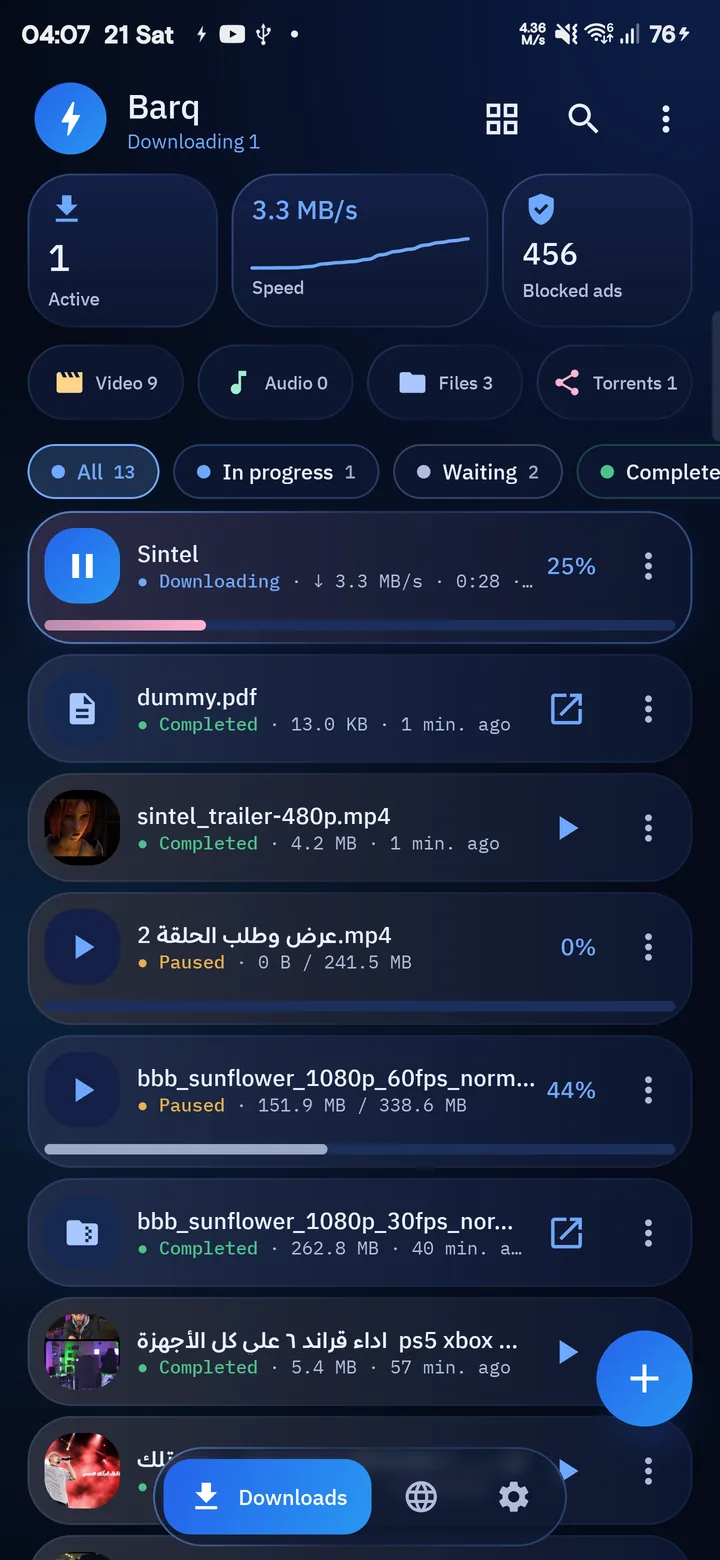 04:07 21 Sat
4.36 M/s
6
76
Barq
Downloading 1
1
Active
3.3 MB/s
Speed
456
Blocked ads
Video 9
Audio 0
Files 3
Torrents 1
All 13
In progress 1
Waiting 2
Complete
Sintel
Downloading · ↓ 3.3 MB/s · 0:28 ·…
25%
dummy.pdf
Completed · 13.0 KB · 1 min. ago
sintel_trailer-480p.mp4
Completed · 4.2 MB · 1 min. ago
عرض وطلب الحلقة 2.mp4
Paused · 0 B / 241.5 MB
0%
bbb_sunflower_1080p_60fps_norm...
Paused · 151.9 MB / 338.6 MB
44%
bbb_sunflower_1080p_30fps_nor...
Completed · 262.8 MB · 40 min. a…
اداء قراند ٦ على كل الأجهزة ps5 xbox ...
Completed · 5.4 MB · 57 min. ago
Downloads